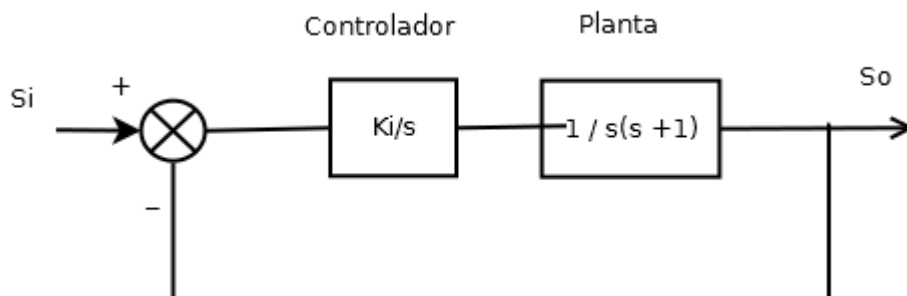 Controlador
Planta
Si
+
Ki/s
1 / s(s +1)
So
−